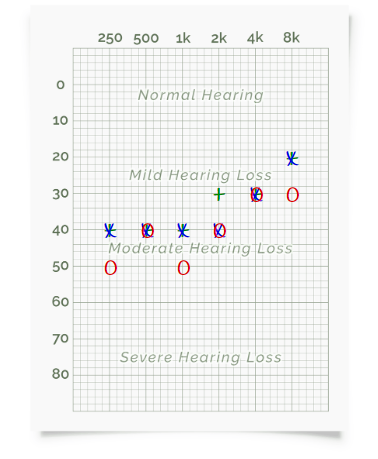 250 500 1k 2k 4k 8k
0
Normal Hearing
10
20
Mild Hearing Loss
30
40
Moderate Hearing Loss
50
60
70
Severe Hearing Loss
80